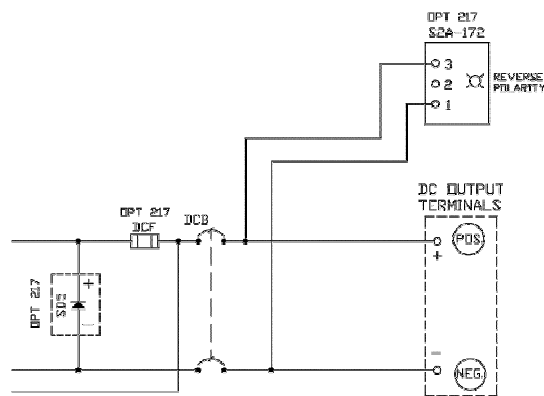 OPT 217
S2A-172
3
2
1
REVERSE
POLARITY
DC OUTPUT
TERMINALS
OPT 217
DCF
DCB
POS.
+
OPT 217
SD5
+
−
−
NEG.